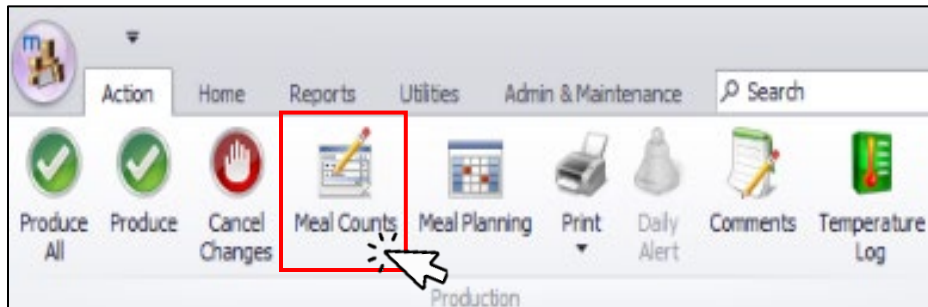 m
Action Home Reports Utilities Admin & Maintenance Search
Produce Produce Cancel Meal Counts Meal Planning Print Daily Comments Temperature
All Changes Alert Log
Production